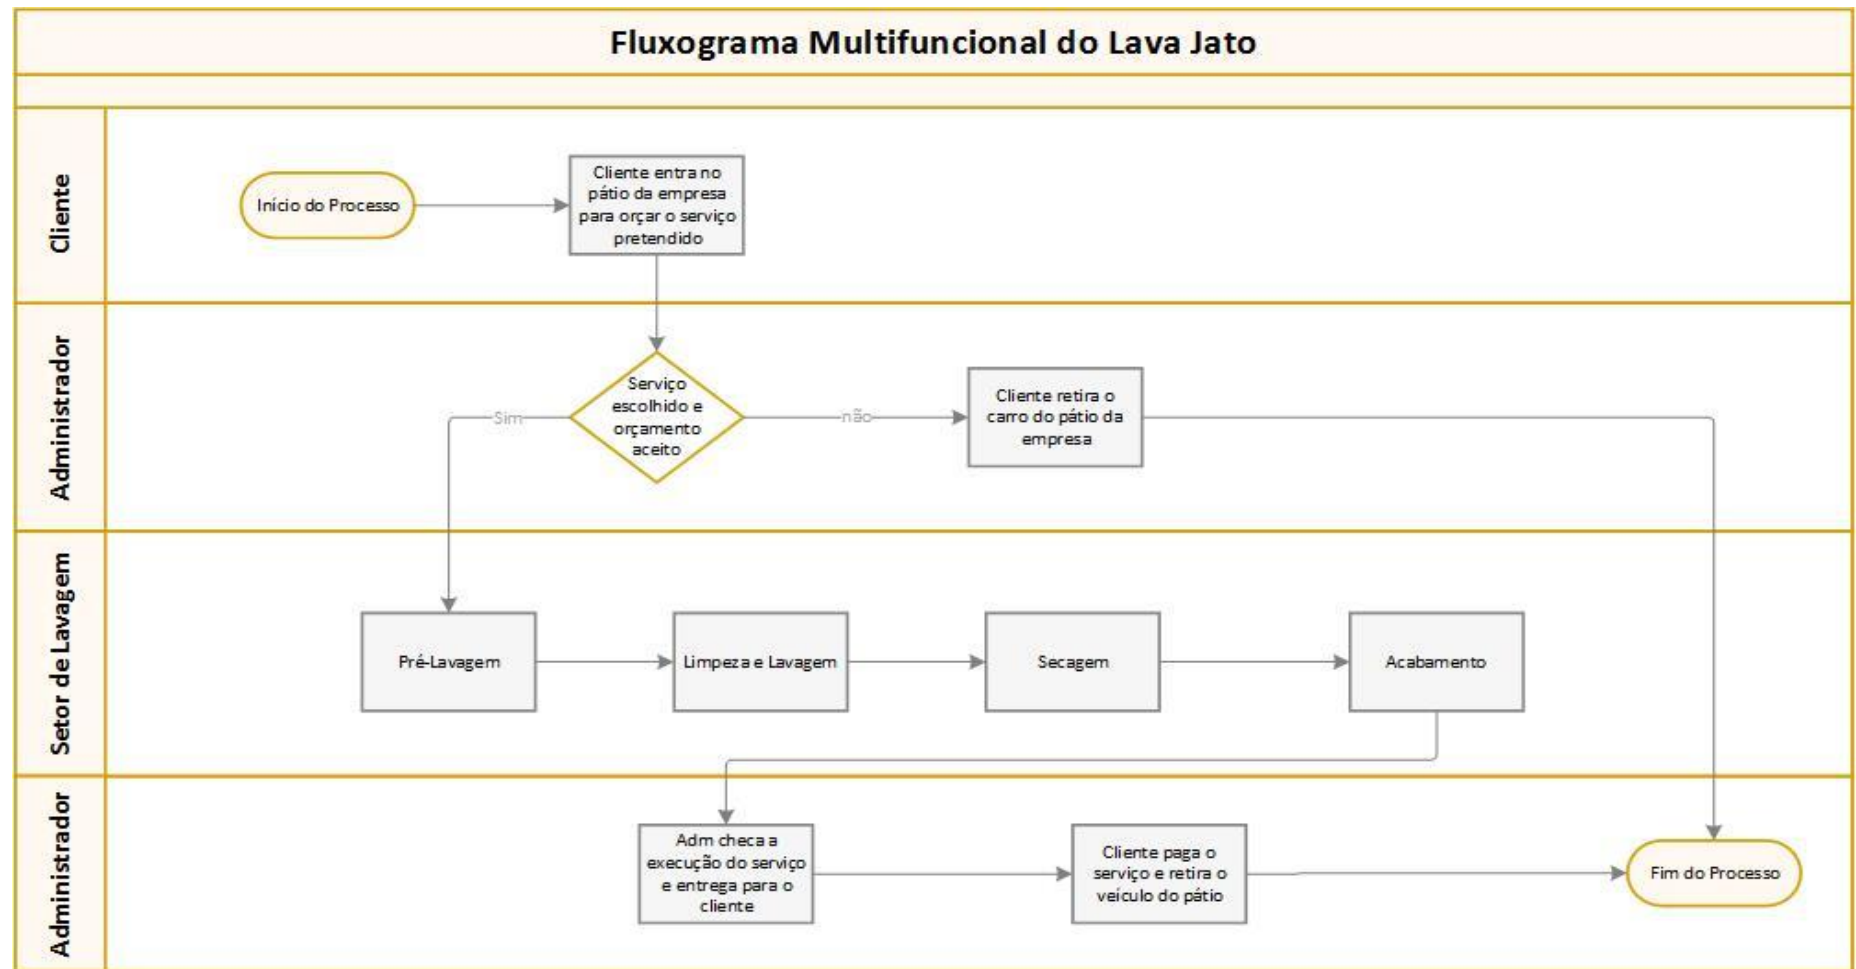 Fluxograma Multifuncional do Lava Jato
Cliente
Início do Processo
Cliente entra no
pátio da empresa
para orçar o serviço
pretendido
Administrador
Serviço
escolhido e
orçamento
aceito
Sim
não
Cliente retira o
carro do pátio da
empresa
Setor de Lavagem
Pré-Lavagem
Limpeza e Lavagem
Secagem
Acabamento
Administrador
Adm checa a
execução do serviço
e entrega para o
cliente
Cliente paga o
serviço e retira o
veículo do pátio
Fim do Processo